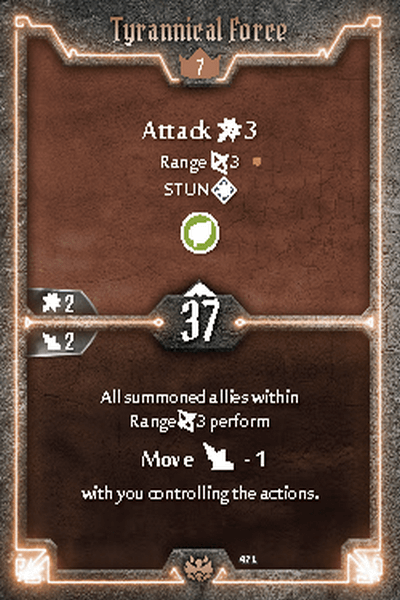 Tyrannical Force
7
Attack 3
Range 3
STUN
2
37
2
All summoned allies within
Range 3 perform
Move - 1
with you controlling the actions.
421